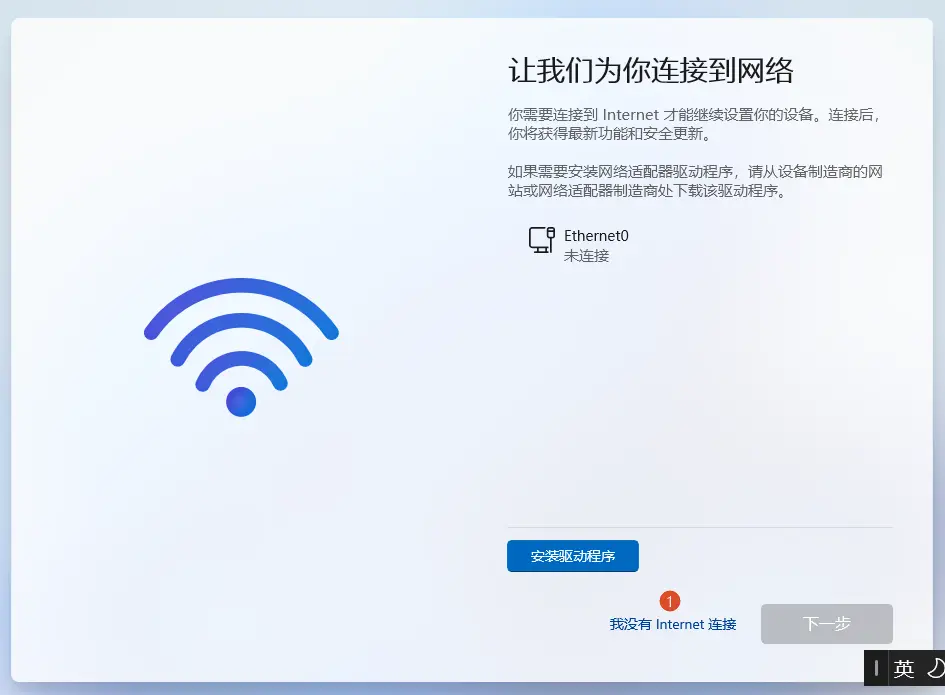 让我们为你连接到网络
你需要连接到 Internet 才能继续设置你的设备。连接后，
你将获得最新功能和安全更新。
如果需要安装网络适配器驱动程序，请从设备制造商的网
站或网络适配器制造商处下载该驱动程序。
Ethernet0
未连接
安装驱动程序
1
我没有 Internet 连接
下一步
英